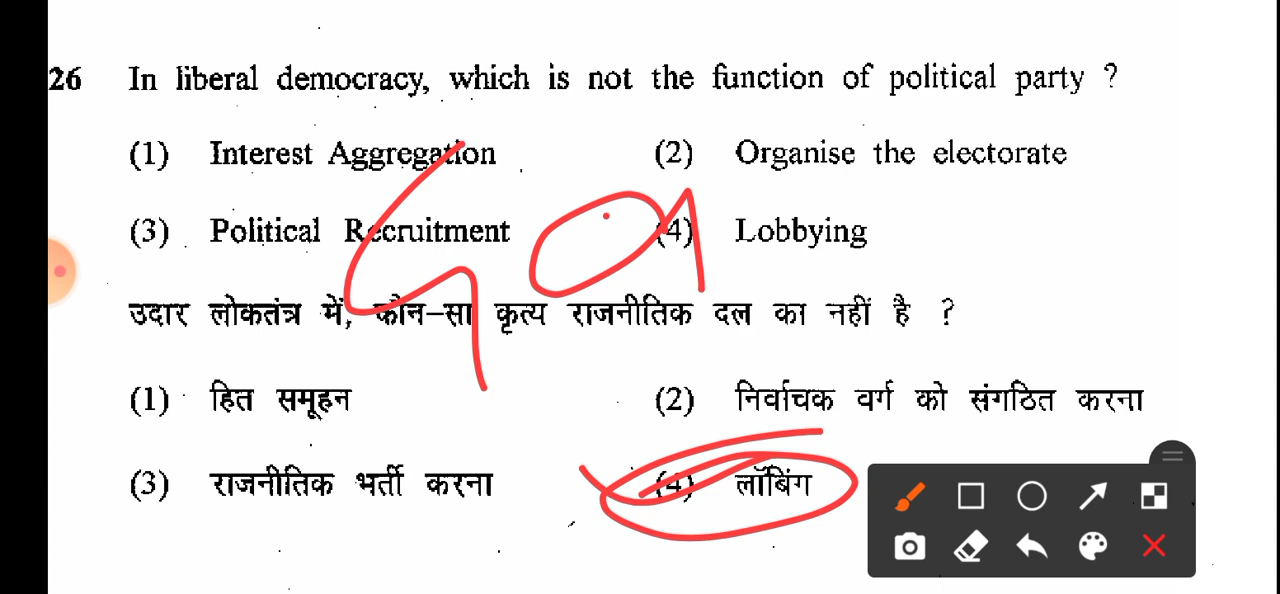 26 In liberal democracy, which is not the function of political party ?
(1) Interest Aggregation (2) Organise the electorate
(3) Political Recruitment (4) Lobbying
उदार लोकतंत्र में, कौन-सा कृत्य राजनीतिक दल का नहीं है ?
(1) हित समूहन (2) निर्वाचक वर्ग को संगठित करना
(3) राजनीतिक भर्ती करना (4) लॉबिंग